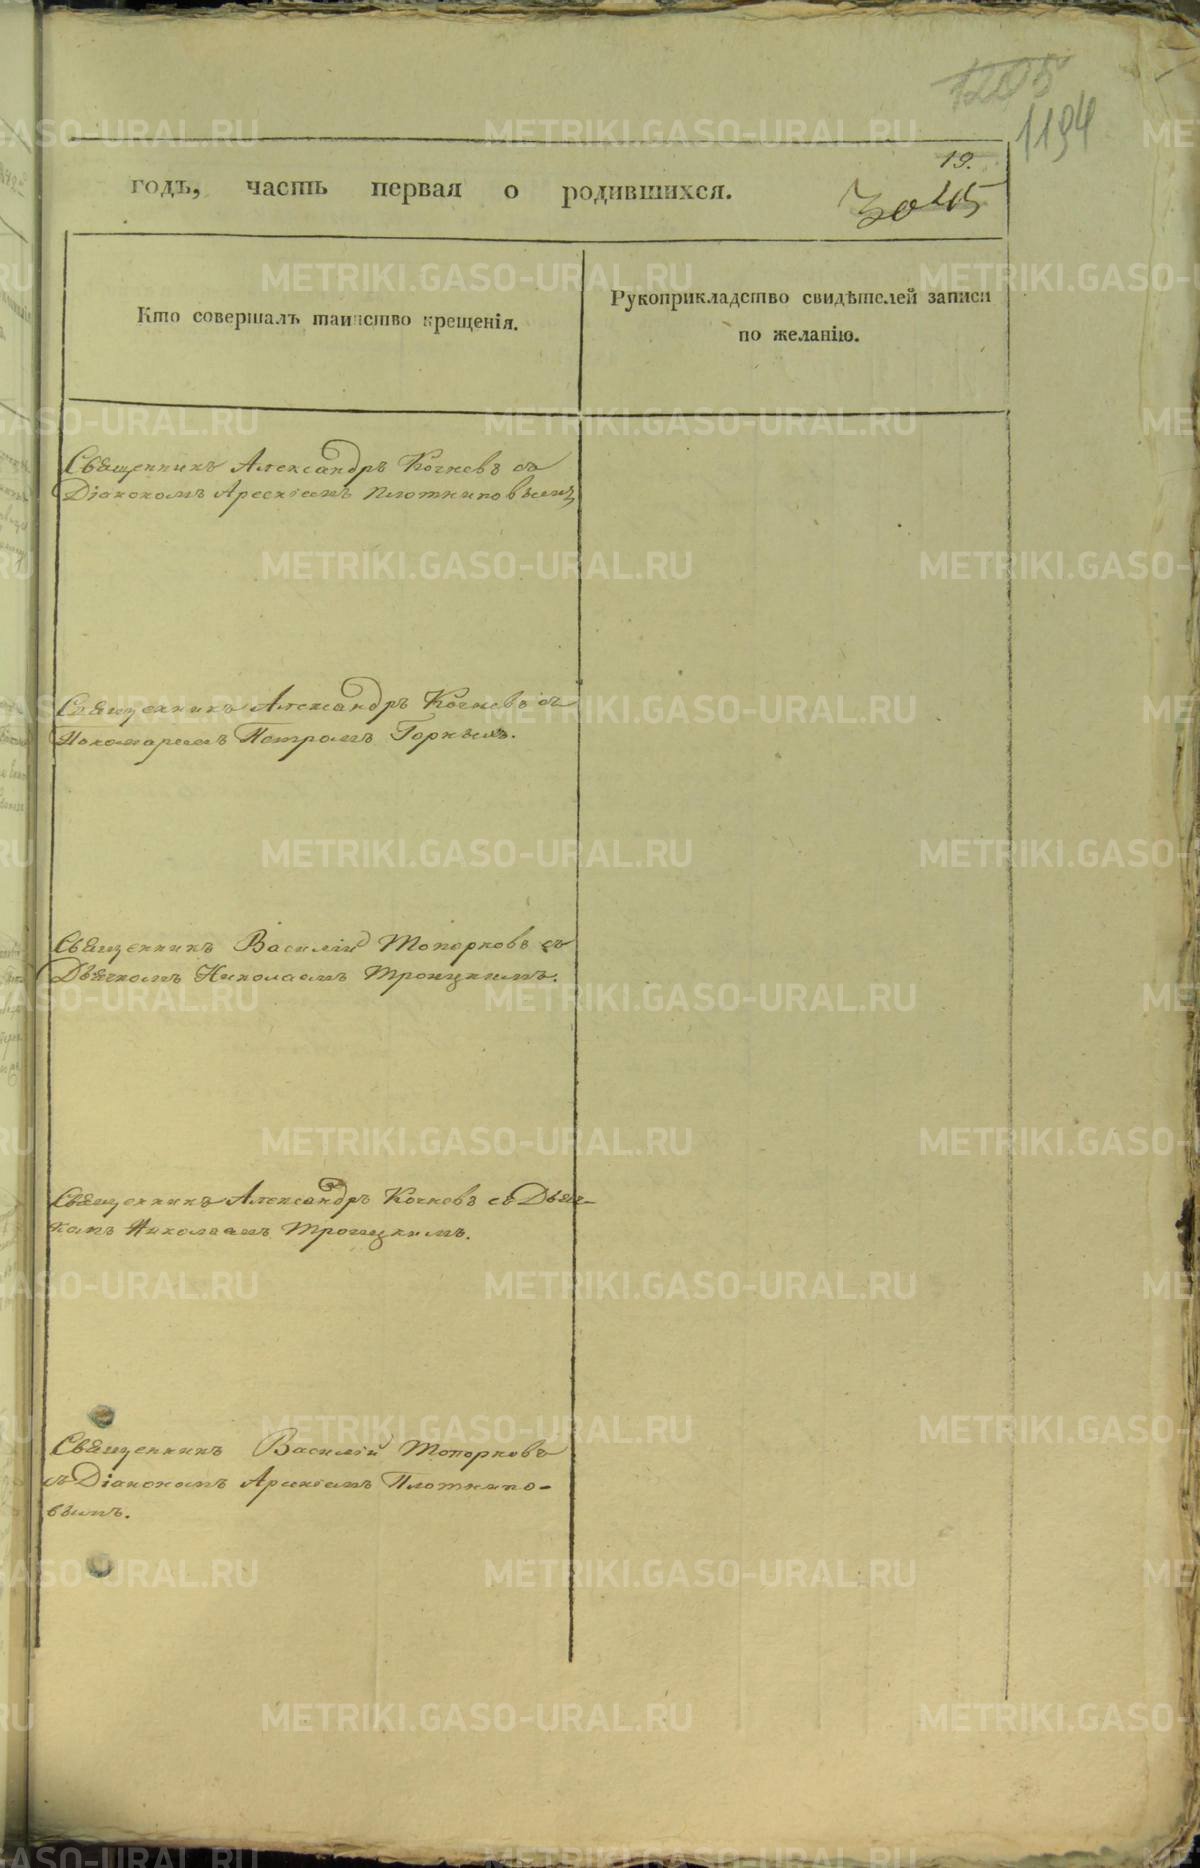 1205
1194
19.
годъ, часть первая о родившихся.
Кто совершалъ таинство крещенія.
Рукоприкладство свидѣтелей записи
по желанію.
Священникъ Александръ Кочневъ съ
Діакономъ Арсеніемъ Плотниковымъ
Священникъ Александръ Кочневъ съ
Пономаремъ Петромъ Горнымъ.
Священникъ Василій Топорковъ съ
Дьячкомъ Николаемъ Троицкимъ.
Священникъ Александръ Кочневъ съ Дьяч-
комъ Николаемъ Троицкимъ.
Священникъ Василій Топорковъ
съ Діакономъ Арсеніемъ Плотнико-
вымъ.
METRIKI.GASO-URAL.RU